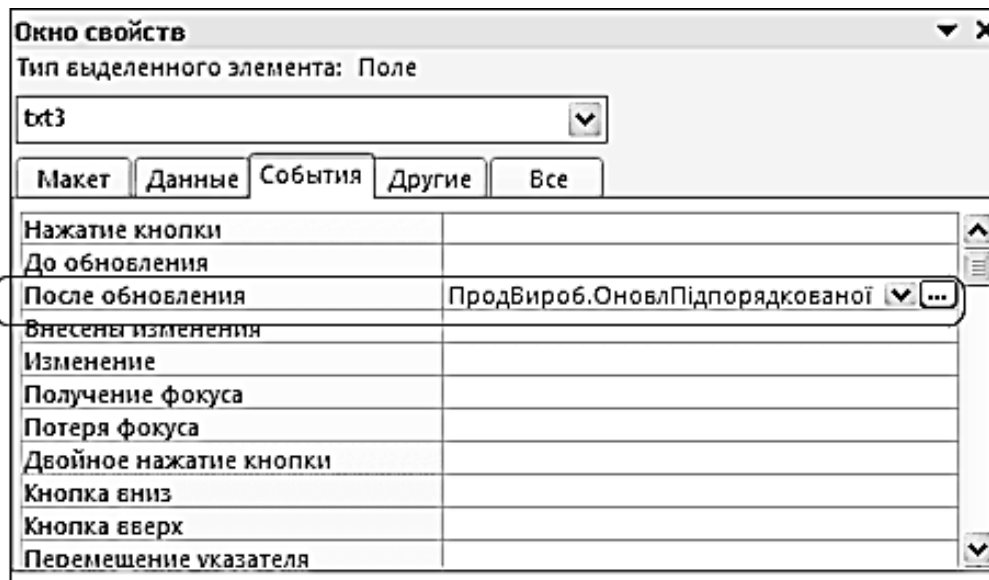 Окно свойств
Тип выделенного элемента: Поле
txt3
Макет Данные События Другие Все
Нажатие кнопки
До обновления
После обновления ПродВироб.ОновлПідпорядкованої ...
Внесены изменения
Изменение
Получение фокуса
Потеря фокуса
Двойное нажатие кнопки
Кнопка вниз
Кнопка вверх
Перемещение указателя